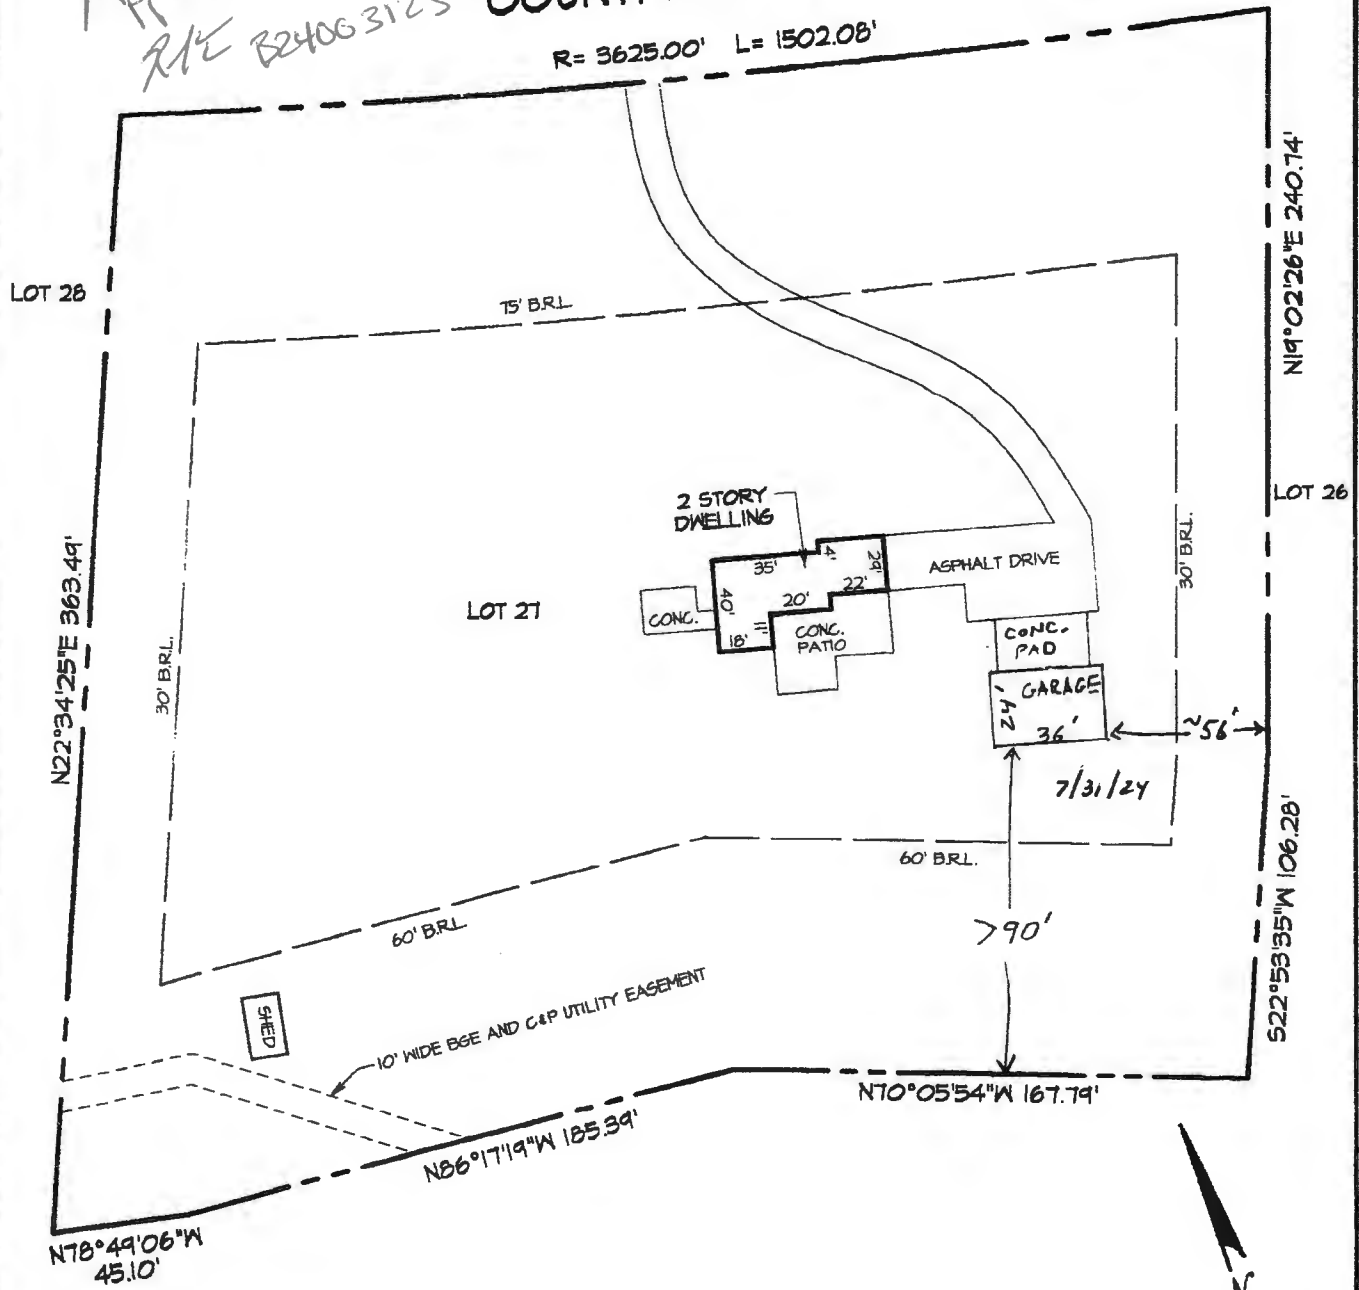 B24003123
R= 3625.00' L= 1502.08'
N19°02'26"E 240.74'
LOT 28
75' B.R.L.
2 STORY
DWELLING
LOT 26
35'
4'
29'
ASPHALT DRIVE
30' B.R.L.
N22°34'25"E 363.49'
LOT 27
40'
20'
22'
CONC.
18'
11'
CONC.
PATIO
CONC.
PAD
30' B.R.L.
GARAGE
24'
36'
~56'
7/31/24
S22°53'35"W 106.28'
60' B.R.L.
60' B.R.L.
>90'
SHED
10' WIDE BGE AND C&P UTILITY EASEMENT
N70°05'54"W 167.79'
N86°17'19"W 185.39'
N78°49'06"W
45.10'
N